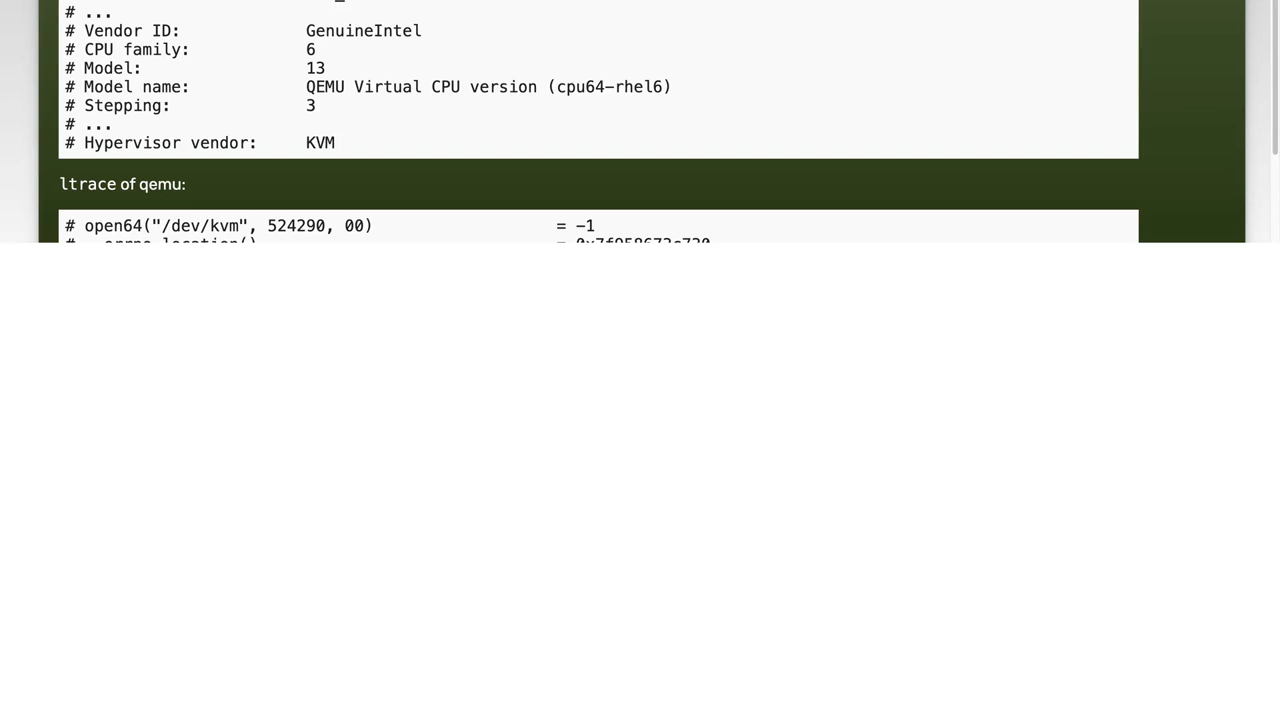 # ...
# Vendor ID: GenuineIntel
# CPU family: 6
# Model: 13
# Model name: QEMU Virtual CPU version (cpu64-rhel6)
# Stepping: 3
# ...
# Hypervisor vendor: KVM
ltrace of qemu:
# open64("/dev/kvm", 524290, 00) = -1